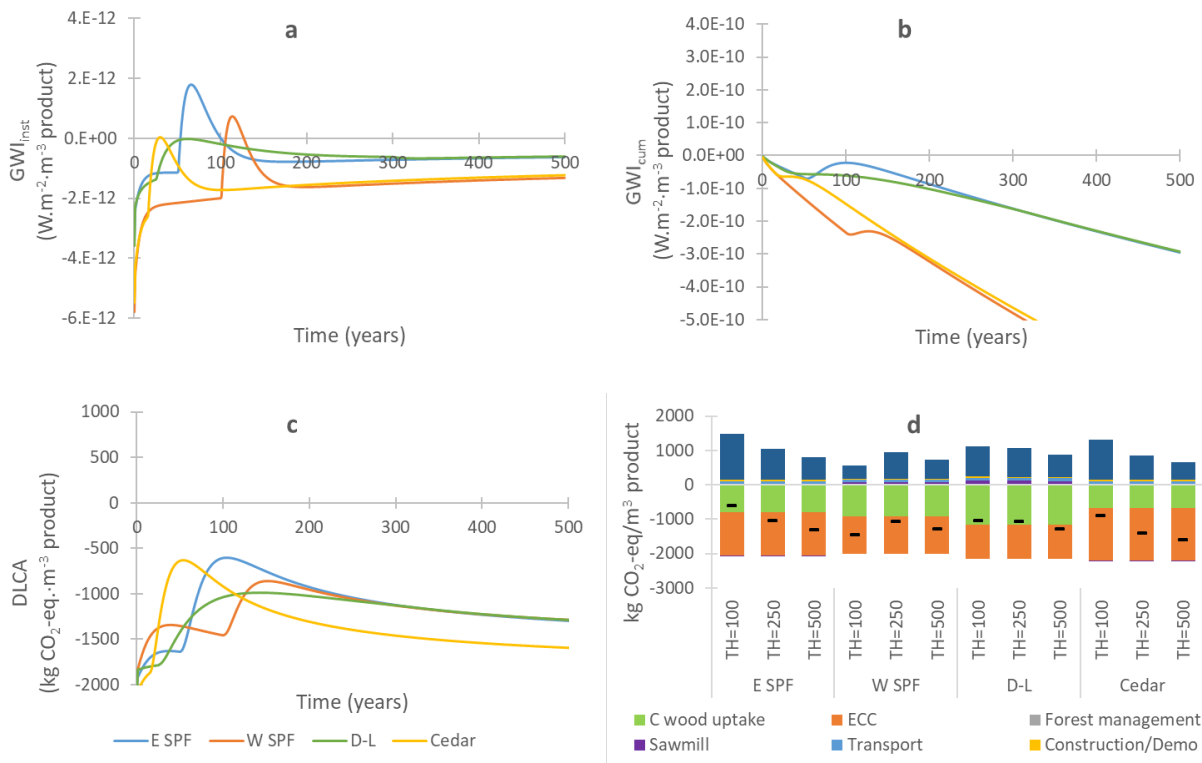 a
4.E-12
2.E-12
0.E+00
-2.E-12
-4.E-12
-6.E-12
0
100
200
300
400
500
GWIinst
(W.m⁻²·m⁻³ product)
Time (years)
b
4.0E-10
3.0E-10
2.0E-10
1.0E-10
0.0E+00
-1.0E-10
-2.0E-10
-3.0E-10
-4.0E-10
-5.0E-10
0
100
200
300
400
500
GWIcum
(W.m⁻²·m⁻³ product)
Time (years)
c
1000
500
0
-500
-1000
-1500
-2000
0
100
200
300
400
500
DLCA
(kg CO₂-eq.·m⁻³ product)
Time (years)
E SPF W SPF D-L Cedar
d
2000
1000
0
-1000
-2000
-3000
kg CO₂-eq/m³ product
TH=100
TH=250
TH=500
TH=100
TH=250
TH=500
TH=100
TH=250
TH=500
TH=100
TH=250
TH=500
E SPF W SPF D-L Cedar
C wood uptake ECC Forest management
Sawmill Transport Construction/Demo